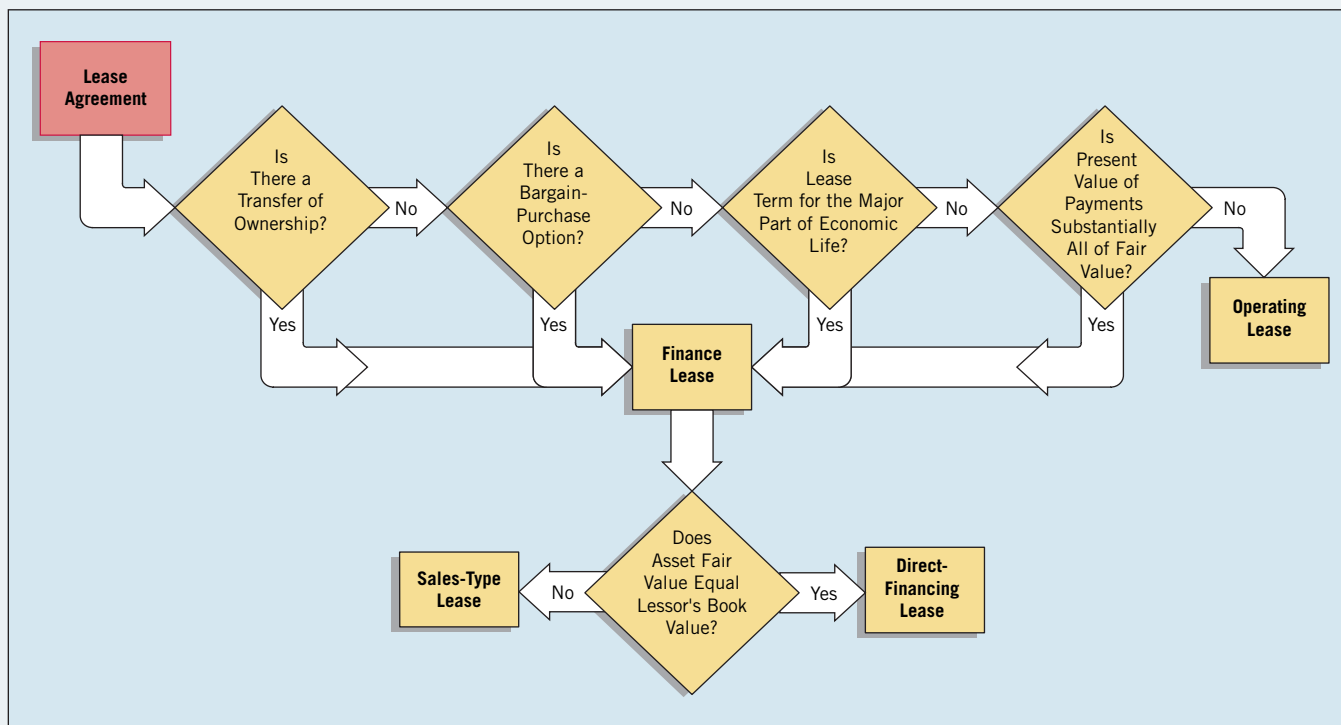 Lease
Agreement
Is
There a
Transfer of
Ownership?
No
Is
There a
Bargain-
Purchase
Option?
No
Is
Lease
Term for the Major
Part of Economic
Life?
No
Is
Present
Value of
Payments
Substantially
All of Fair
Value?
No
Operating
Lease
Yes
Yes
Yes
Yes
Finance
Lease
Does
Asset Fair
Value Equal
Lessor's Book
Value?
No
Sales-Type
Lease
Yes
Direct-
Financing
Lease